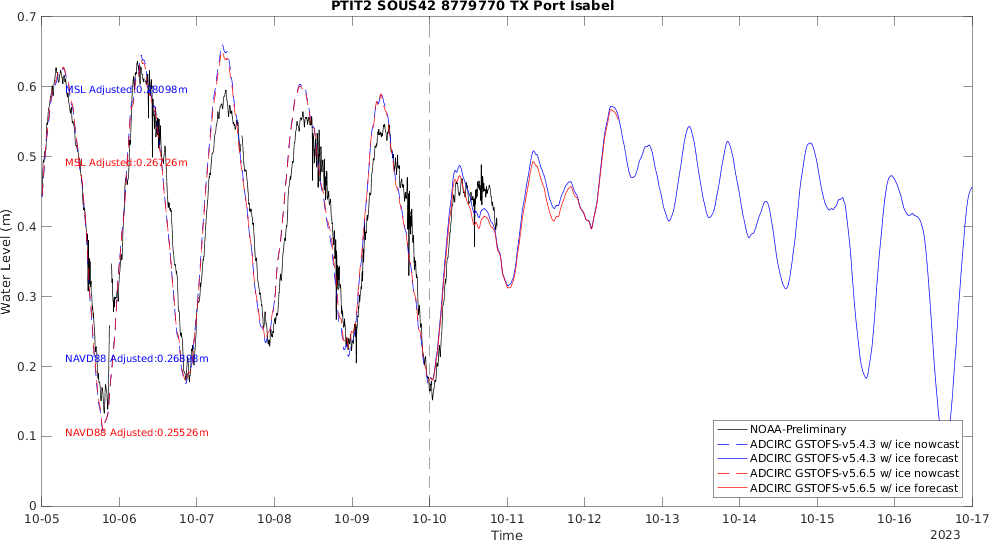 PTIT2 SOUS42 8779770 TX Port Isabel
0.7
0.6
0.5
0.4
0.3
0.2
0.1
0
Water Level (m)
MSL Adjusted:0.28098m
MSL Adjusted:0.26726m
NAVD88 Adjusted:0.26898m
NAVD88 Adjusted:0.25526m
NOAA-Preliminary
ADCIRC GSTOFS-v5.4.3 w/ ice nowcast
ADCIRC GSTOFS-v5.4.3 w/ ice forecast
ADCIRC GSTOFS-v5.6.5 w/ ice nowcast
ADCIRC GSTOFS-v5.6.5 w/ ice forecast
10-05 10-06 10-07 10-08 10-09 10-10 10-11 10-12 10-13 10-14 10-15 10-16 10-17
Time
2023